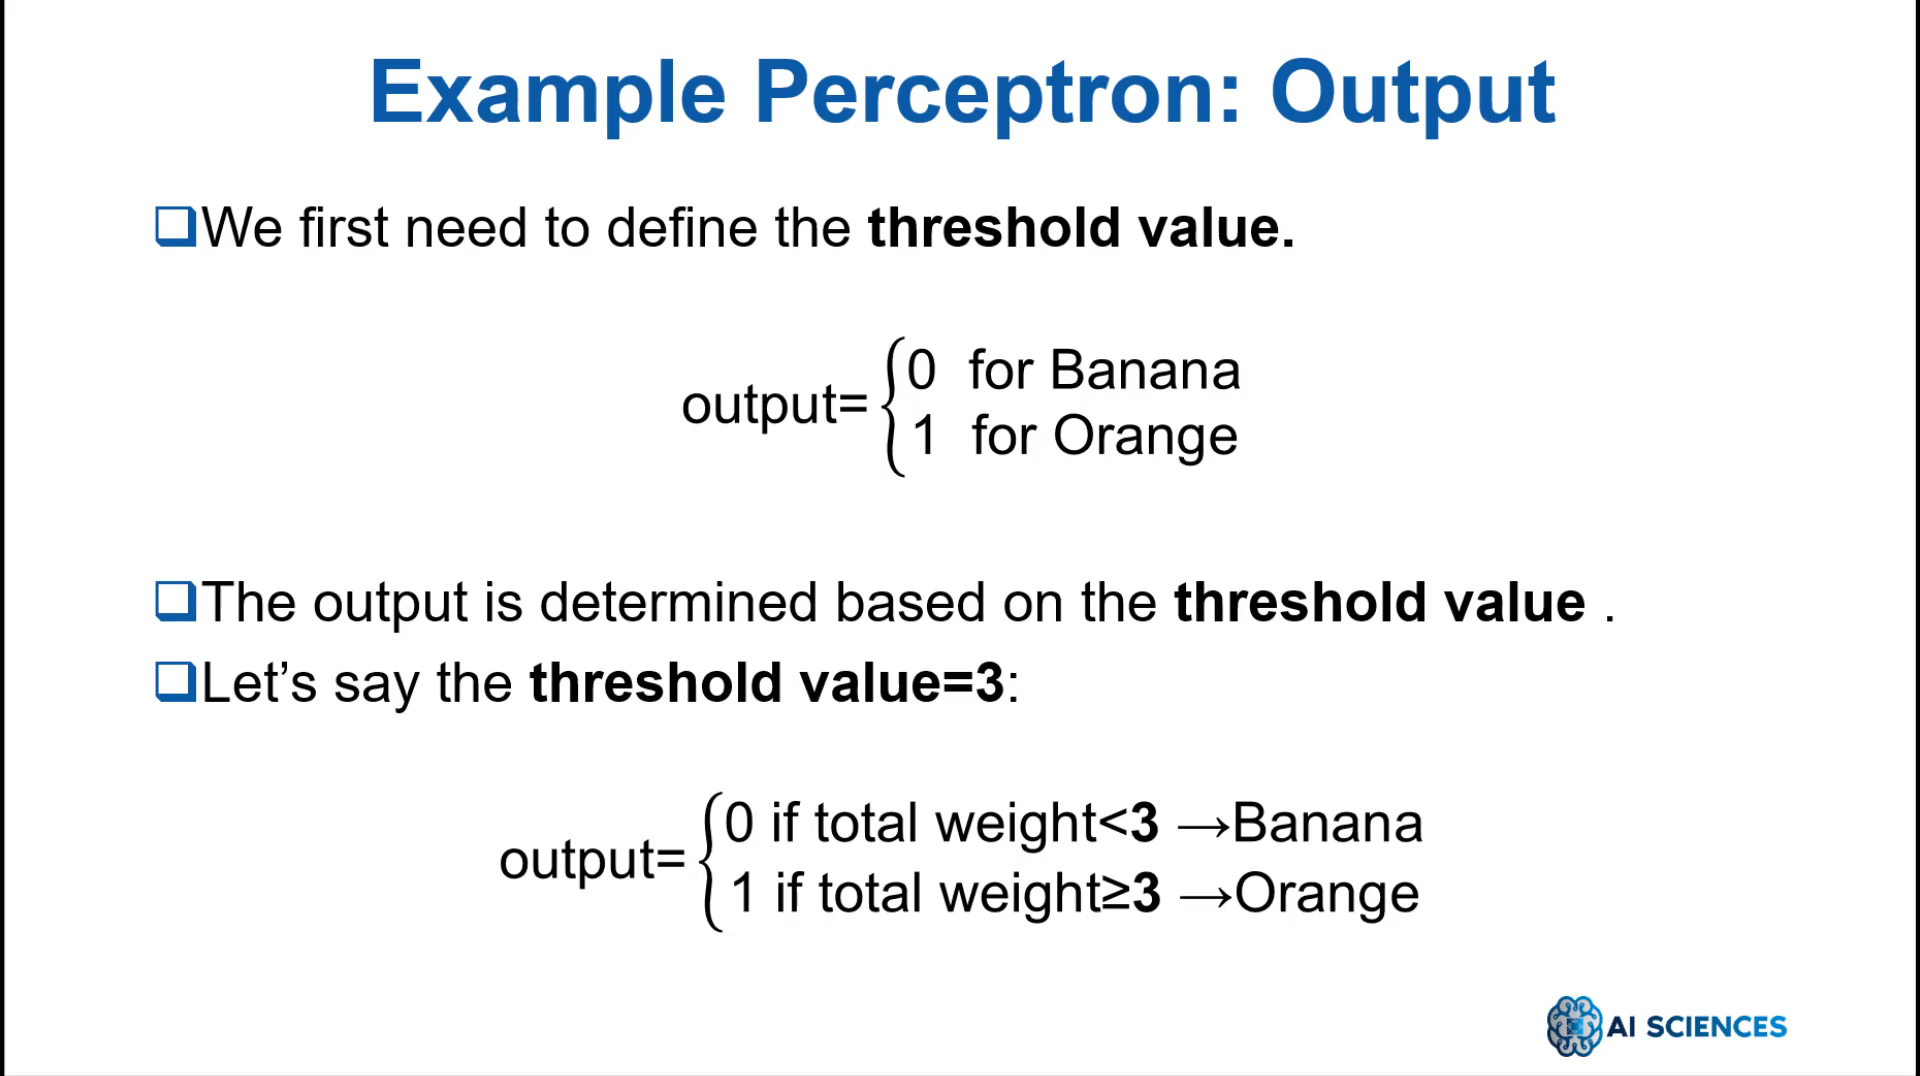 Example Perceptron: Output
❑We first need to define the threshold value.
output={0 for Banana
1 for Orange
❑The output is determined based on the threshold value .
❑Let’s say the threshold value=3:
output={0 if total weight<3 →Banana
1 if total weight≥3 →Orange
AI SCIENCES